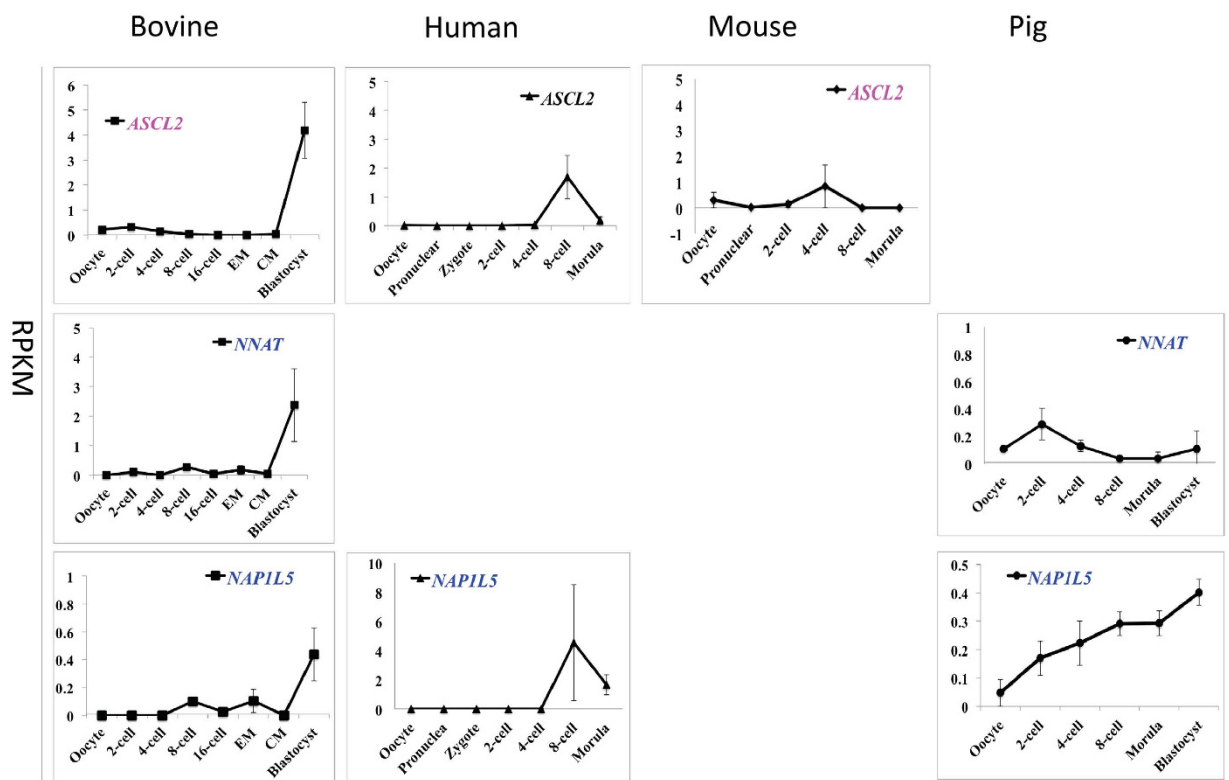 Bovine Human Mouse Pig
RPKM
ASCL2
6
5
4
3
2
1
0
Oocyte 2-cell 4-cell 8-cell 16-cell EM CM Blastocyst
ASCL2
5
4
3
2
1
0
Oocyte Pronuclear Zygote 2-cell 4-cell 8-cell Morula
ASCL2
5
4
3
2
1
0
-1
Oocyte Pronuclear 2-cell 4-cell 8-cell Morula
NNAT
5
4
3
2
1
0
Oocyte 2-cell 4-cell 8-cell 16-cell EM CM Blastocyst
NNAT
1
0.8
0.6
0.4
0.2
0
Oocyte 2-cell 4-cell 8-cell Morula Blastocyst
NAP1L5
1
0.8
0.6
0.4
0.2
0
Oocyte 2-cell 4-cell 8-cell 16-cell EM CM Blastocyst
NAP1L5
10
8
6
4
2
0
Oocyte Pronuclea Zygote 2-cell 4-cell 8-cell Morula
NAP1L5
0.5
0.4
0.3
0.2
0.1
0
Oocyte 2-cell 4-cell 8-cell Morula Blastocyst